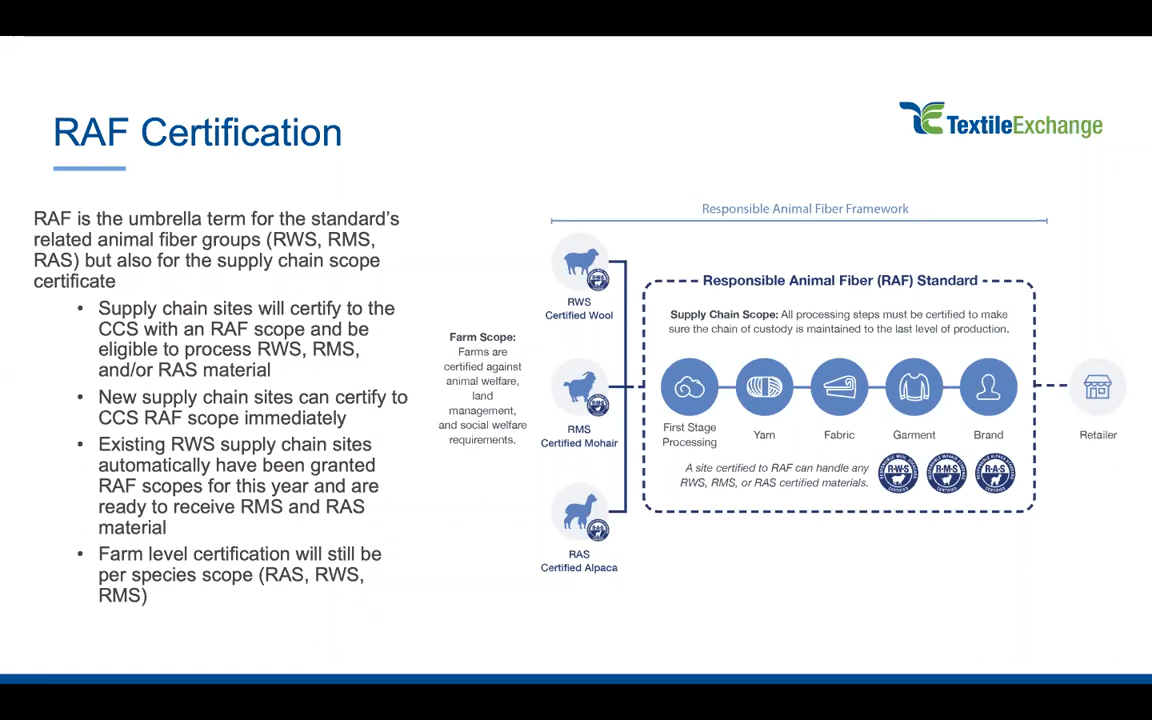 RAF Certification
TextileExchange
RAF is the umbrella term for the standard's
related animal fiber groups (RWS, RMS,
RAS) but also for the supply chain scope
certificate
• Supply chain sites will certify to the
CCS with an RAF scope and be
eligible to process RWS, RMS,
and/or RAS material
• New supply chain sites can certify to
CCS RAF scope immediately
• Existing RWS supply chain sites
automatically have been granted
RAF scopes for this year and are
ready to receive RMS and RAS
material
• Farm level certification will still be
per species scope (RAS, RWS,
RMS)
Responsible Animal Fiber Framework
Farm Scope:
Farms are
certified against
animal welfare,
land
management,
and social welfare
requirements.
RWS
Certified Wool
RMS
Certified Mohair
RAS
Certified Alpaca
Responsible Animal Fiber (RAF) Standard
Supply Chain Scope: All processing steps must be certified to make
sure the chain of custody is maintained to the last level of production.
First Stage
Processing
Yarn
Fabric
Garment
Brand
Retailer
A site certified to RAF can handle any
RWS, RMS, or RAS certified materials.
R·W·S
R·M·S
R·A·S